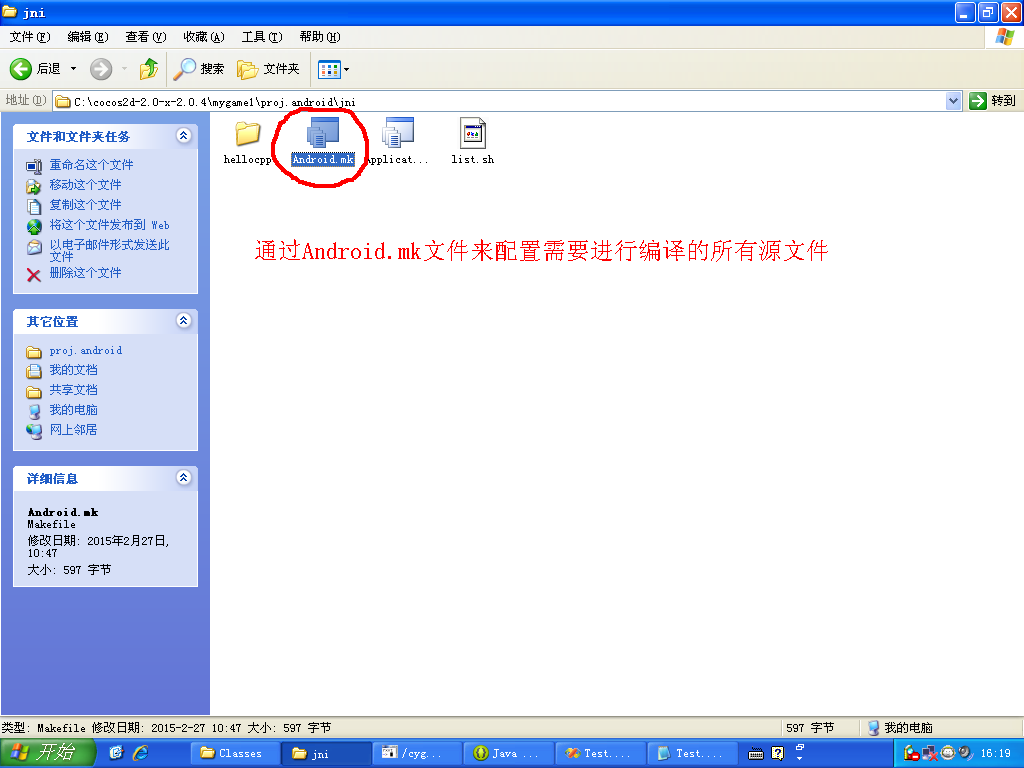 jni
文件(F) 编辑(E) 查看(V) 收藏(A) 工具(T) 帮助(H)
后退 搜索 文件夹
地址(D) C:\cocos2d-2.0-x-2.0.4\mygame1\proj.android\jni 转到
文件和文件夹任务
重命名这个文件
移动这个文件
复制这个文件
将这个文件发布到 Web
以电子邮件形式发送此
文件
删除这个文件
其它位置
proj.android
我的文档
共享文档
我的电脑
网上邻居
详细信息
Android.mk
Makefile
修改日期: 2015年2月27日,
10:47
大小: 597 字节
hellocpp Android.mk Applicat... list.sh
通过Android.mk文件来配置需要进行编译的所有源文件
类型: Makefile 修改日期: 2015-2-27 10:47 大小: 597 字节 597 字节 我的电脑
开始 Classes jni /cyg... Java ... Test.... Test.... 16:19